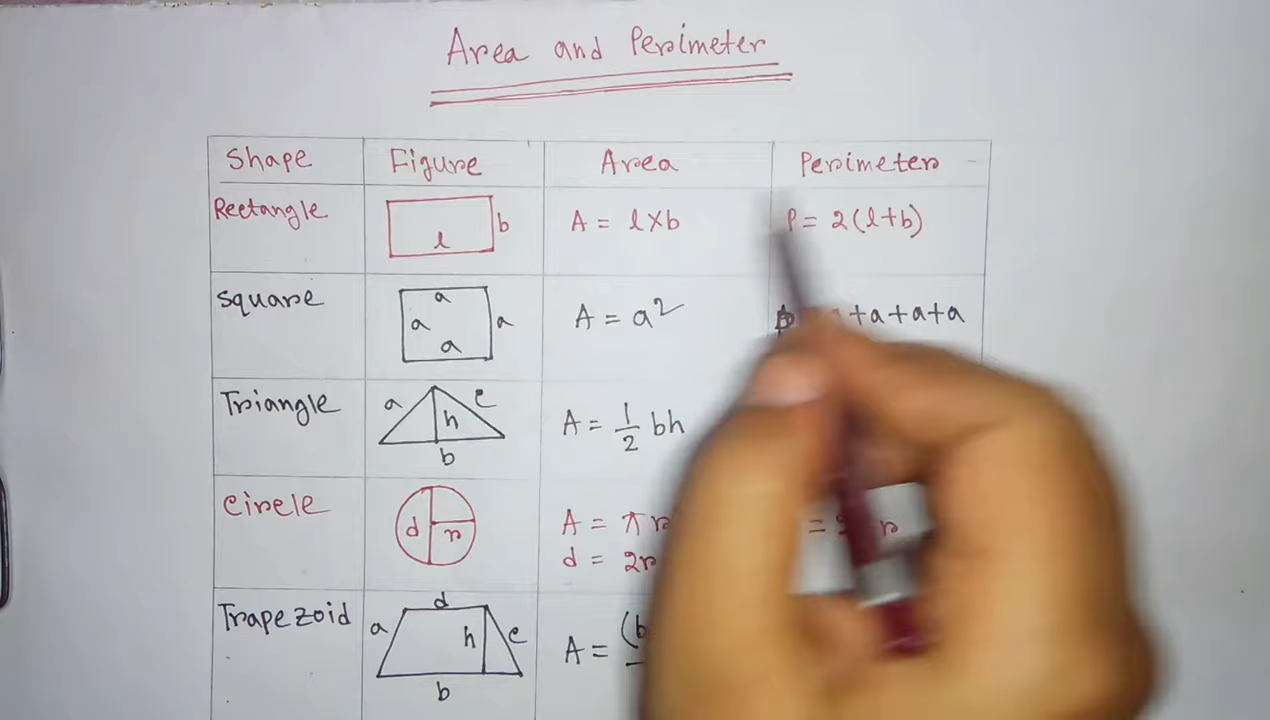 Area and Perimeter
Shape Figure Area Perimeter
Rectangle l b A = l×b P = 2(l+b)
Square a a a a A = a² +a+a+a
Triangle a h c b A = 1/2 bh
Circle d r A = π
d = 2r
Trapezoid d a h c b A =